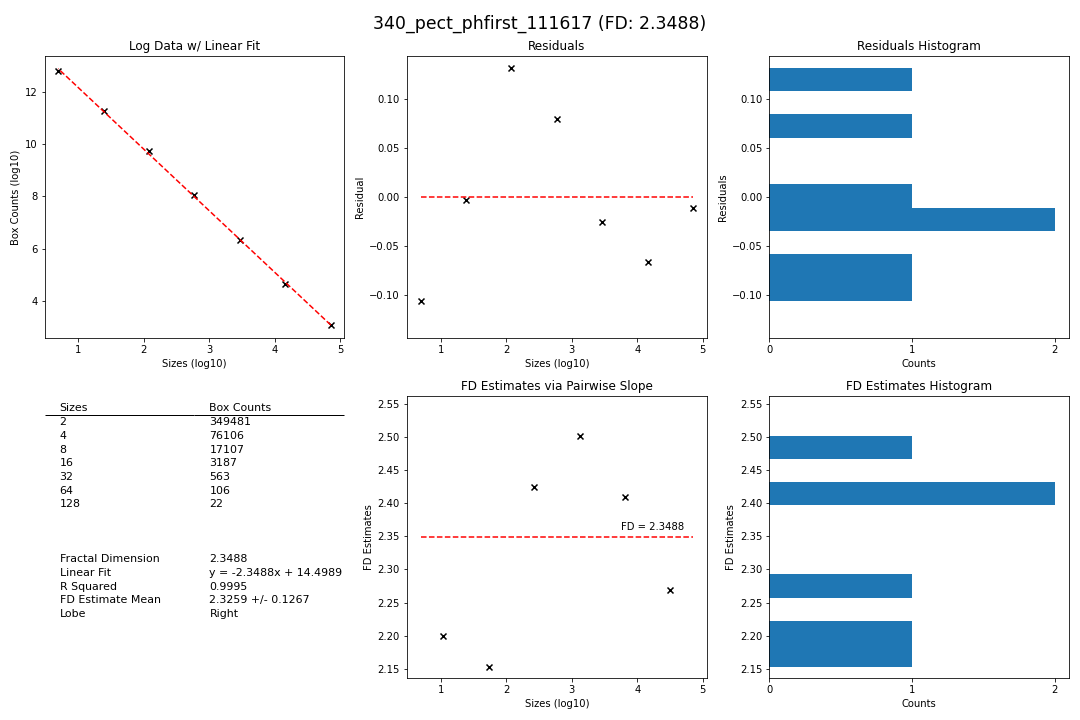 340_pect_phfirst_111617 (FD: 2.3488)
Log Data w/ Linear Fit
Box Counts (log10)
12
10
8
6
4
1 2 3 4 5
Sizes (log10)
Residuals
Residual
0.10
0.05
0.00
−0.05
−0.10
1 2 3 4 5
Sizes (log10)
Residuals Histogram
Residuals
0.10
0.05
0.00
−0.05
−0.10
0 1 2
Counts
Sizes Box Counts
2 349481
4 76106
8 17107
16 3187
32 563
64 106
128 22
Fractal Dimension 2.3488
Linear Fit y = -2.3488x + 14.4989
R Squared 0.9995
FD Estimate Mean 2.3259 +/- 0.1267
Lobe Right
FD Estimates via Pairwise Slope
FD Estimates
2.55
2.50
2.45
2.40
2.35
2.30
2.25
2.20
2.15
FD = 2.3488
1 2 3 4 5
Sizes (log10)
FD Estimates Histogram
FD Estimates
2.55
2.50
2.45
2.40
2.35
2.30
2.25
2.20
2.15
0 1 2
Counts